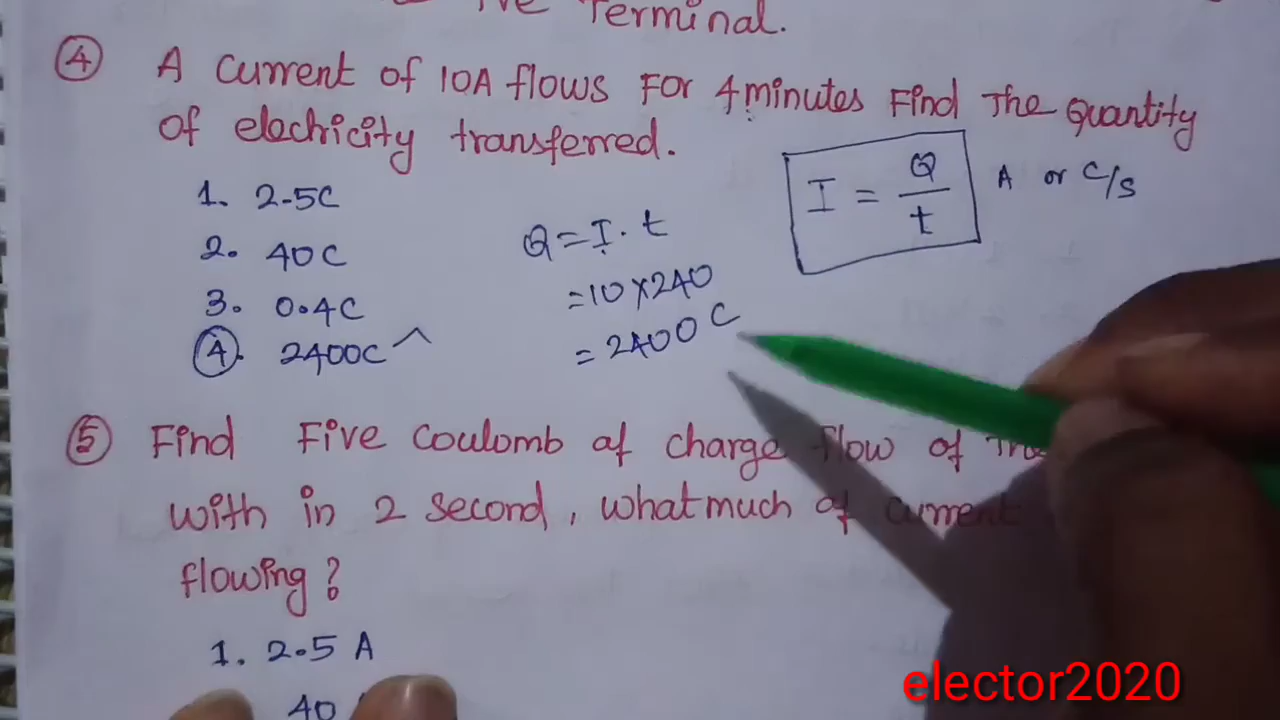 Terminal.
④ A current of 10A flows For 4minutes Find The Quantity
of elechicity transferred.
1. 2.5C
2. 40C
3. 0.4C
④. 2400C
Q=I.t
=10×240
= 2400 C
I = Q/t
A or C/s
⑤ Find Five Coulomb of charge flow of
with in 2 second, what much of current
flowing?
1. 2.5 A
40
elector2020